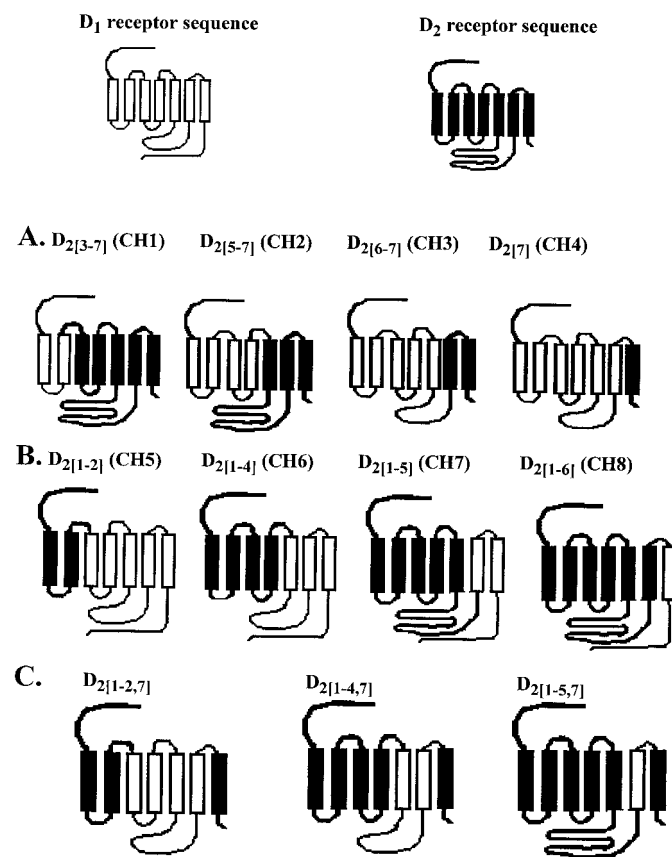 D1 receptor sequence D2 receptor sequence
A. D2[3-7] (CH1) D2[5-7] (CH2) D2[6-7] (CH3) D2[7] (CH4)
B. D2[1-2] (CH5) D2[1-4] (CH6) D2[1-5] (CH7) D2[1-6[ (CH8)
C. D2[1-2,7] D2[1-4,7] D2[1-5,7]